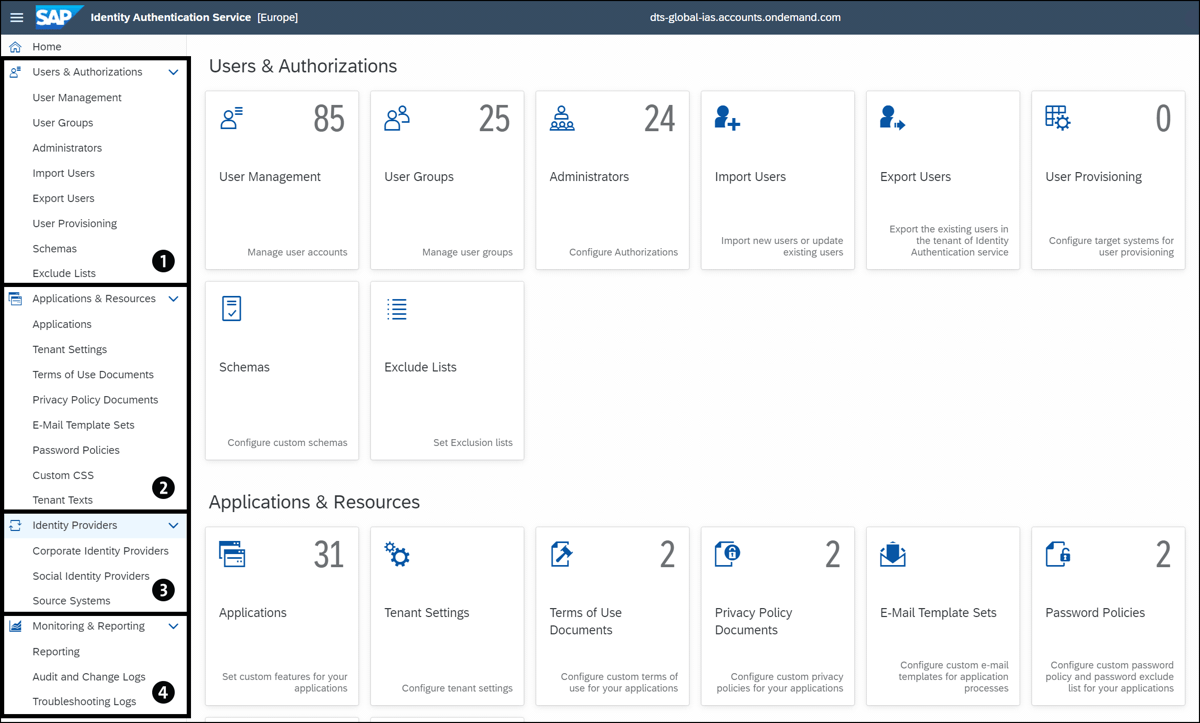 SAP Identity Authentication Service [Europe] dts-global-ias.accounts.ondemand.com
Home
Users & Authorizations
User Management
User Groups
Administrators
Import Users
Export Users
User Provisioning
Schemas
1
Exclude Lists
Applications & Resources
Applications
Tenant Settings
Terms of Use Documents
Privacy Policy Documents
E-Mail Template Sets
Password Policies
Custom CSS
2
Tenant Texts
Identity Providers
Corporate Identity Providers
Social Identity Providers
3
Source Systems
Monitoring & Reporting
Reporting
Audit and Change Logs
4
Troubleshooting Logs
Users & Authorizations
85
User Management
Manage user accounts
25
User Groups
Manage user groups
24
Administrators
Configure Authorizations
Import Users
Import new users or update
existing users
Export Users
Export the existing users in
the tenant of Identity
Authentication service
0
User Provisioning
Configure target systems for
user provisioning
Schemas
Configure custom schemas
Exclude Lists
Set Exclusion lists
Applications & Resources
31
Applications
Set custom features for your
applications
Tenant Settings
Configure tenant settings
2
Terms of Use
Documents
Configure custom terms of
use for your applications
2
Privacy Policy
Documents
Configure custom privacy
policies for your applications
E-Mail Template Sets
Configure custom e-mail
templates for application
processes
2
Password Policies
Configure custom password
policy and password exclude
list for your applications